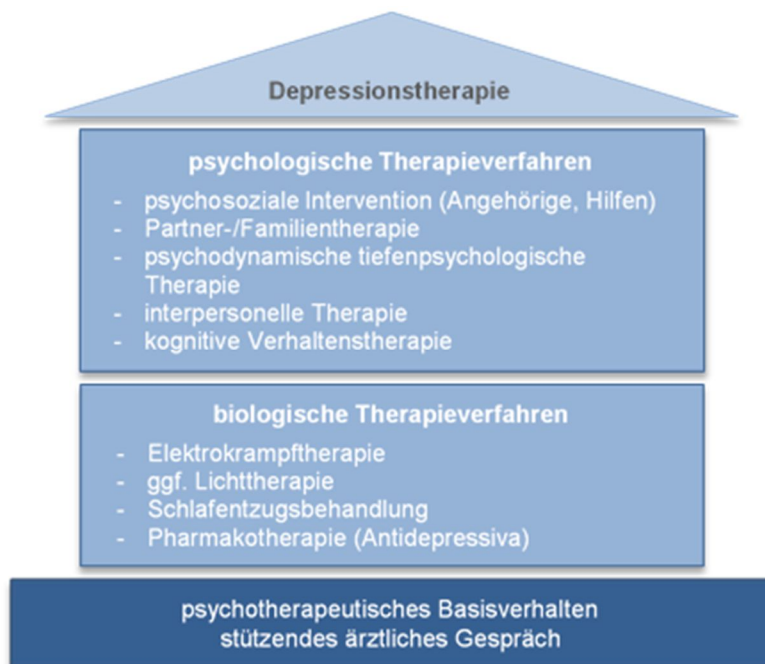 Depressionstherapie
psychologische Therapieverfahren
- psychosoziale Intervention (Angehörige, Hilfen)
- Partner-/Familientherapie
- psychodynamische tiefenpsychologische
Therapie
- interpersonelle Therapie
- kognitive Verhaltenstherapie
biologische Therapieverfahren
- Elektrokrampftherapie
- ggf. Lichttherapie
- Schlafentzugsbehandlung
- Pharmakotherapie (Antidepressiva)
psychotherapeutisches Basisverhalten
stützendes ärztliches Gespräch